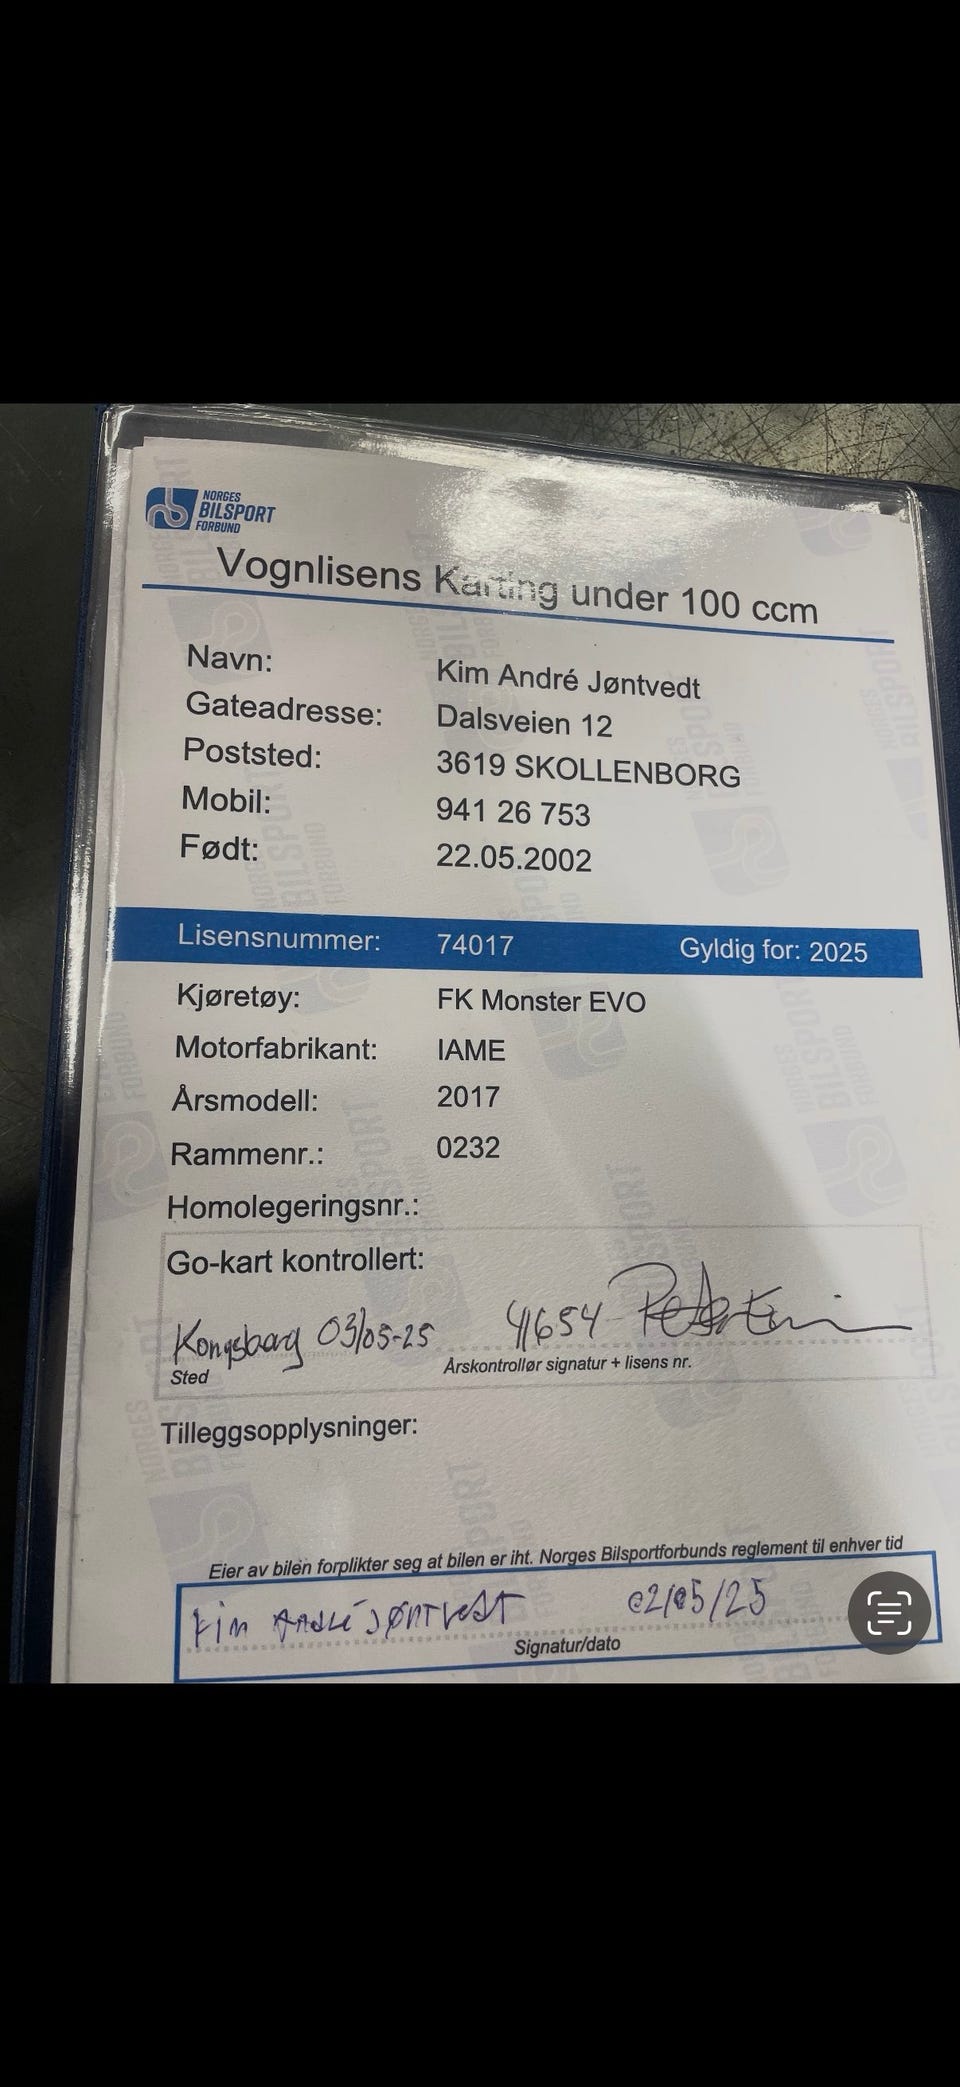 NORGES
BILSPORT
FORBUND
Vognlisens Karting under 100 ccm
Navn: Kim André Jøntvedt
Gateadresse: Dalsveien 12
Poststed: 3619 SKOLLENBORG
Mobil: 941 26 753
Født: 22.05.2002
Lisensnummer: 74017 Gyldig for: 2025
Kjøretøy: FK Monster EVO
Motorfabrikant: IAME
Årsmodell: 2017
Rammenr.: 0232
Homolegeringsnr.:
Go-kart kontrollert:
Kongsberg 03/05-25 41654
Sted Årskontrollør signatur + lisens nr.
Tilleggsopplysninger:
Eier av bilen forplikter seg at bilen er iht. Norges Bilsportforbunds reglement til enhver tid
Kim André Jøntvedt 02/05/25
Signatur/dato